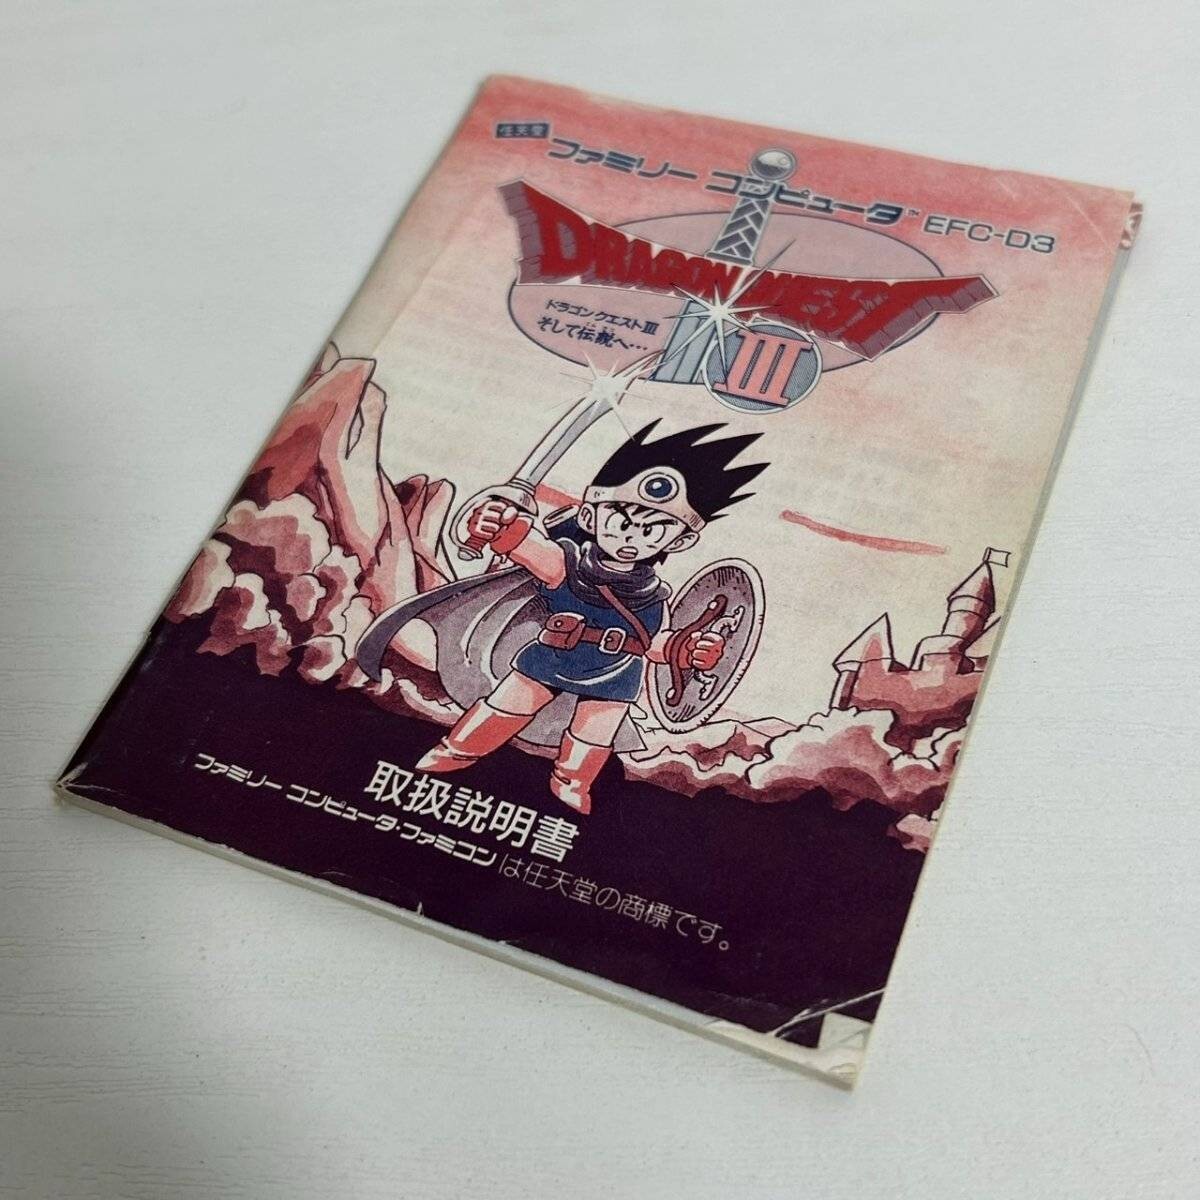 任天堂
ファミリー コンピュータ™ EFC-D3
DRAGON QUEST
ドラゴンクエストIII
そして伝説へ…
III
取扱説明書
ファミリー コンピュータ・ファミコンは任天堂の商標です。